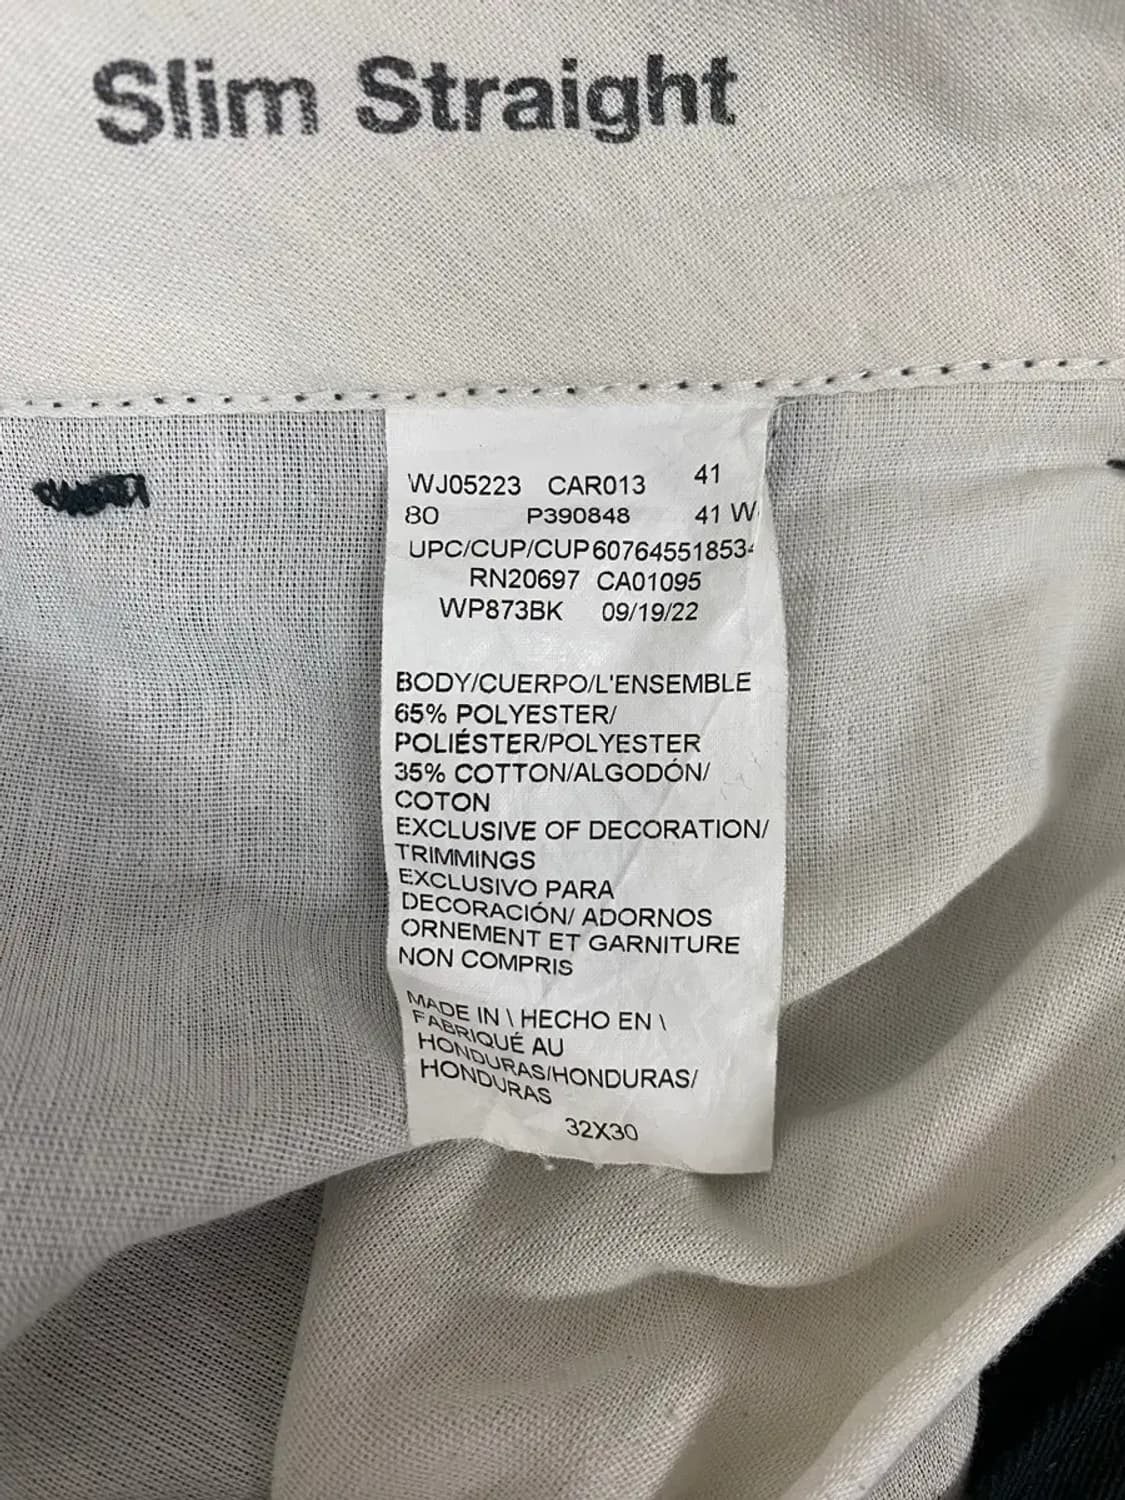 Slim Straight
WJ05223 CAR013 41
80 P390848 41 W
UPC/CUP/CUP60764551853
RN20697 CA01095
WP873BK 09/19/22
BODY/CUERPO/L'ENSEMBLE
65% POLYESTER/
POLIÉSTER/POLYESTER
35% COTTON/ALGODÓN/
COTON
EXCLUSIVE OF DECORATION/
TRIMMINGS
EXCLUSIVO PARA
DECORACIÓN/ ADORNOS
ORNEMENT ET GARNITURE
NON COMPRIS
MADE IN \ HECHO EN \
FABRIQUÉ AU
HONDURAS/HONDURAS/
HONDURAS
32X30